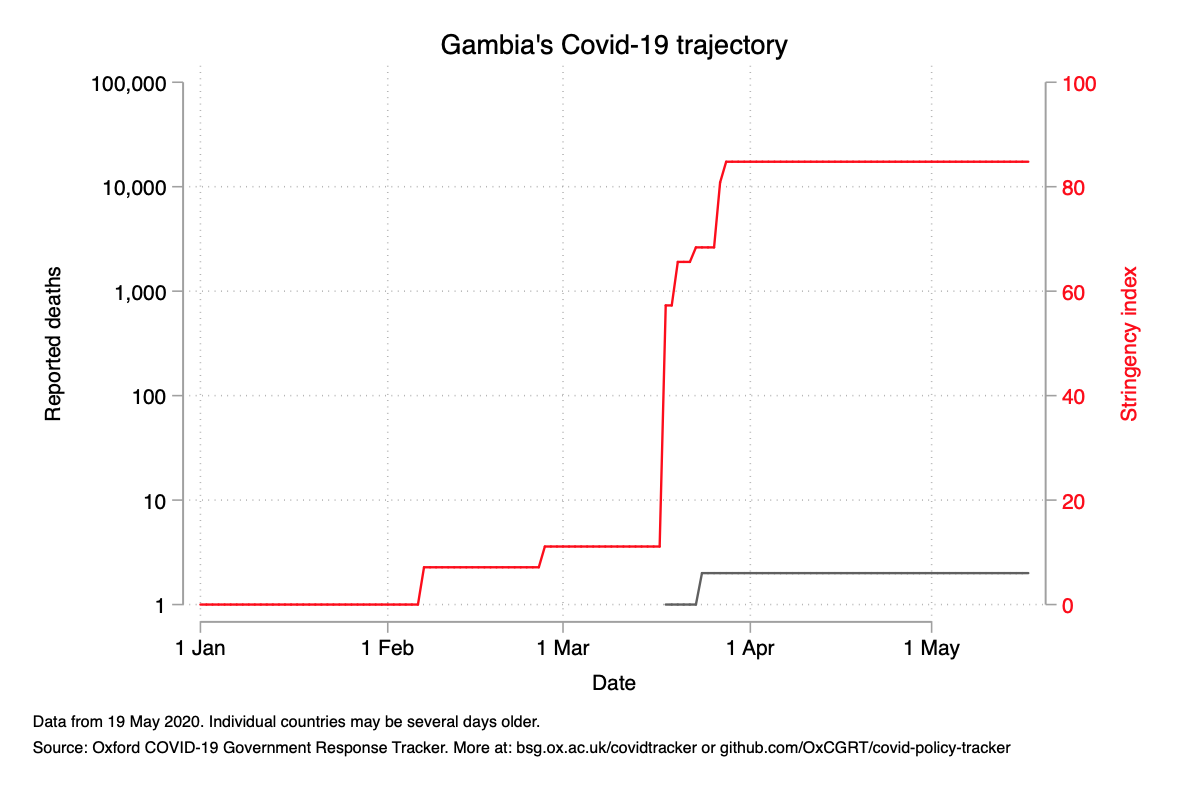 Gambia's Covid-19 trajectory
100,000
10,000
1,000
100
10
1
Reported deaths
100
80
60
40
20
0
Stringency index
1 Jan
1 Feb
1 Mar
1 Apr
1 May
Date
Data from 19 May 2020. Individual countries may be several days older.
Source: Oxford COVID-19 Government Response Tracker. More at: bsg.ox.ac.uk/covidtracker or github.com/OxCGRT/covid-policy-tracker